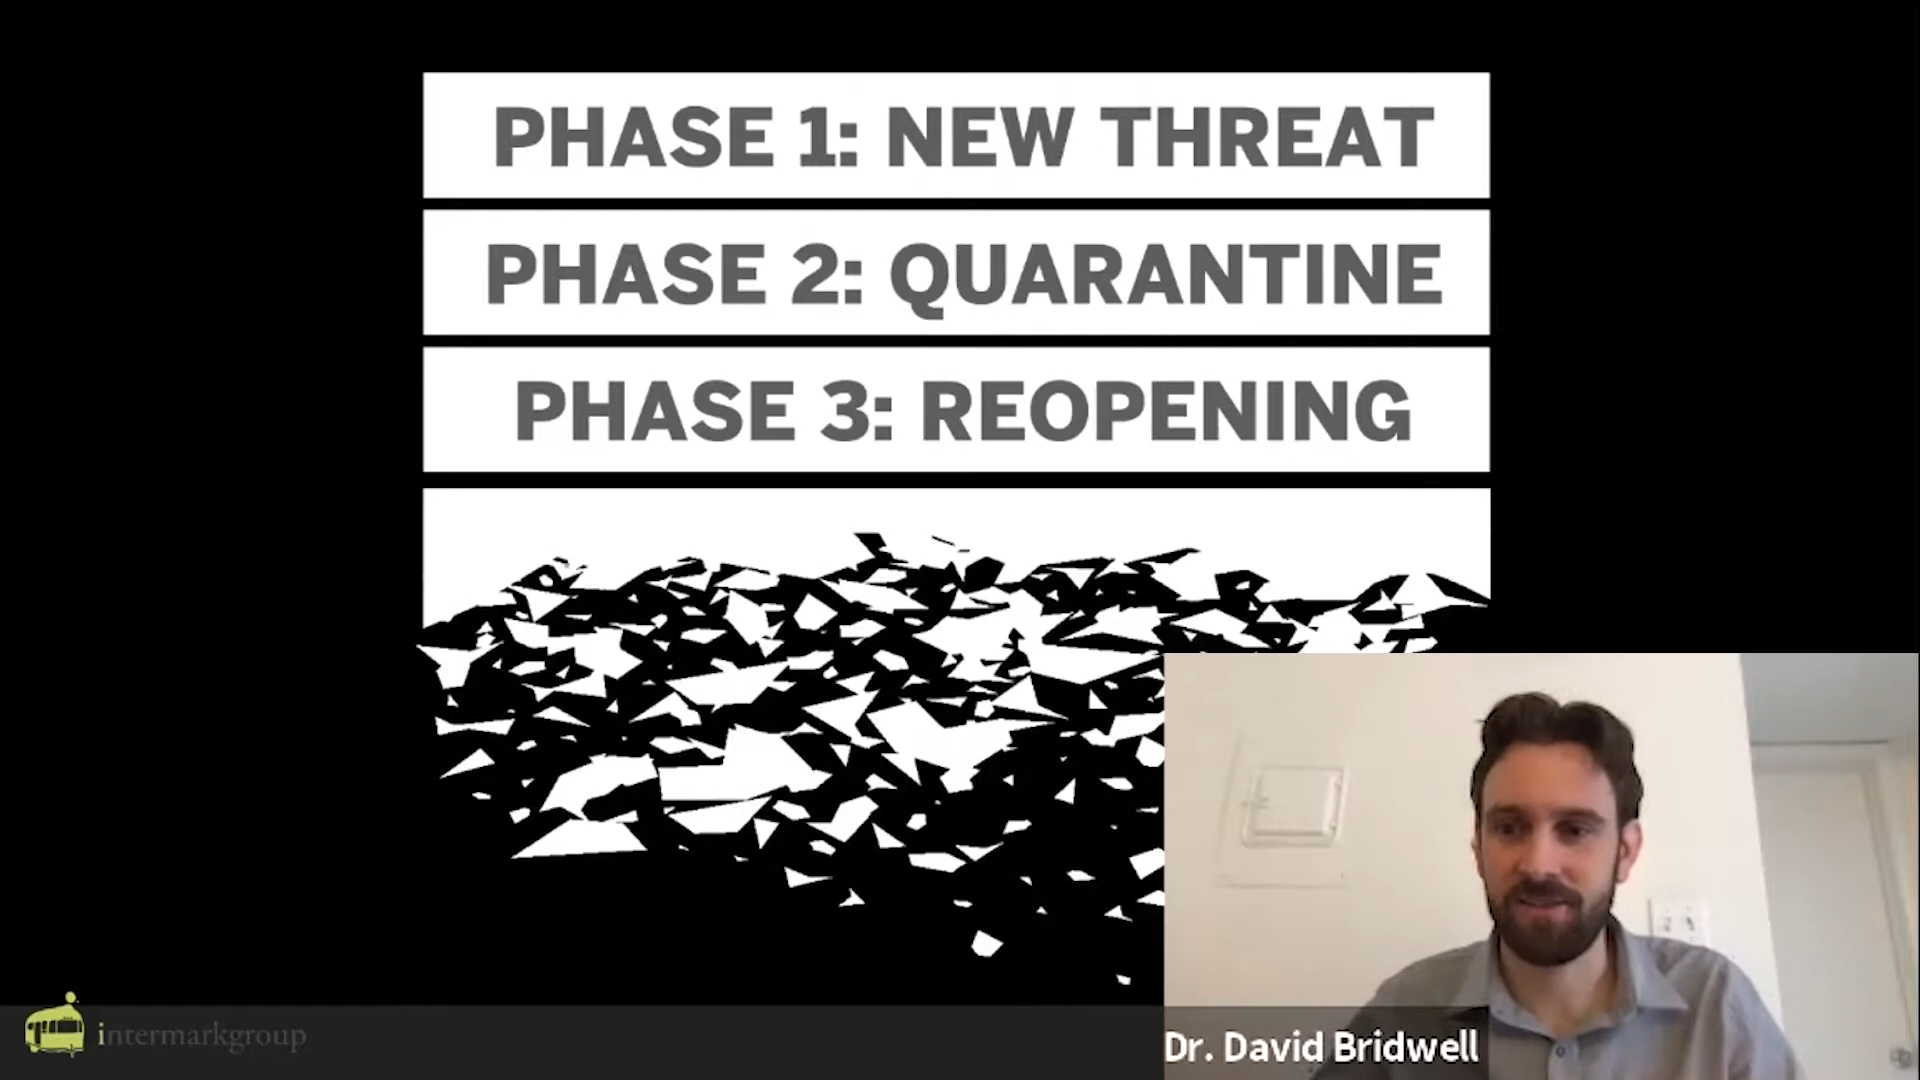 PHASE 1: NEW THREAT
PHASE 2: QUARANTINE
PHASE 3: REOPENING
intermarkgroup
Dr. David Bridwell